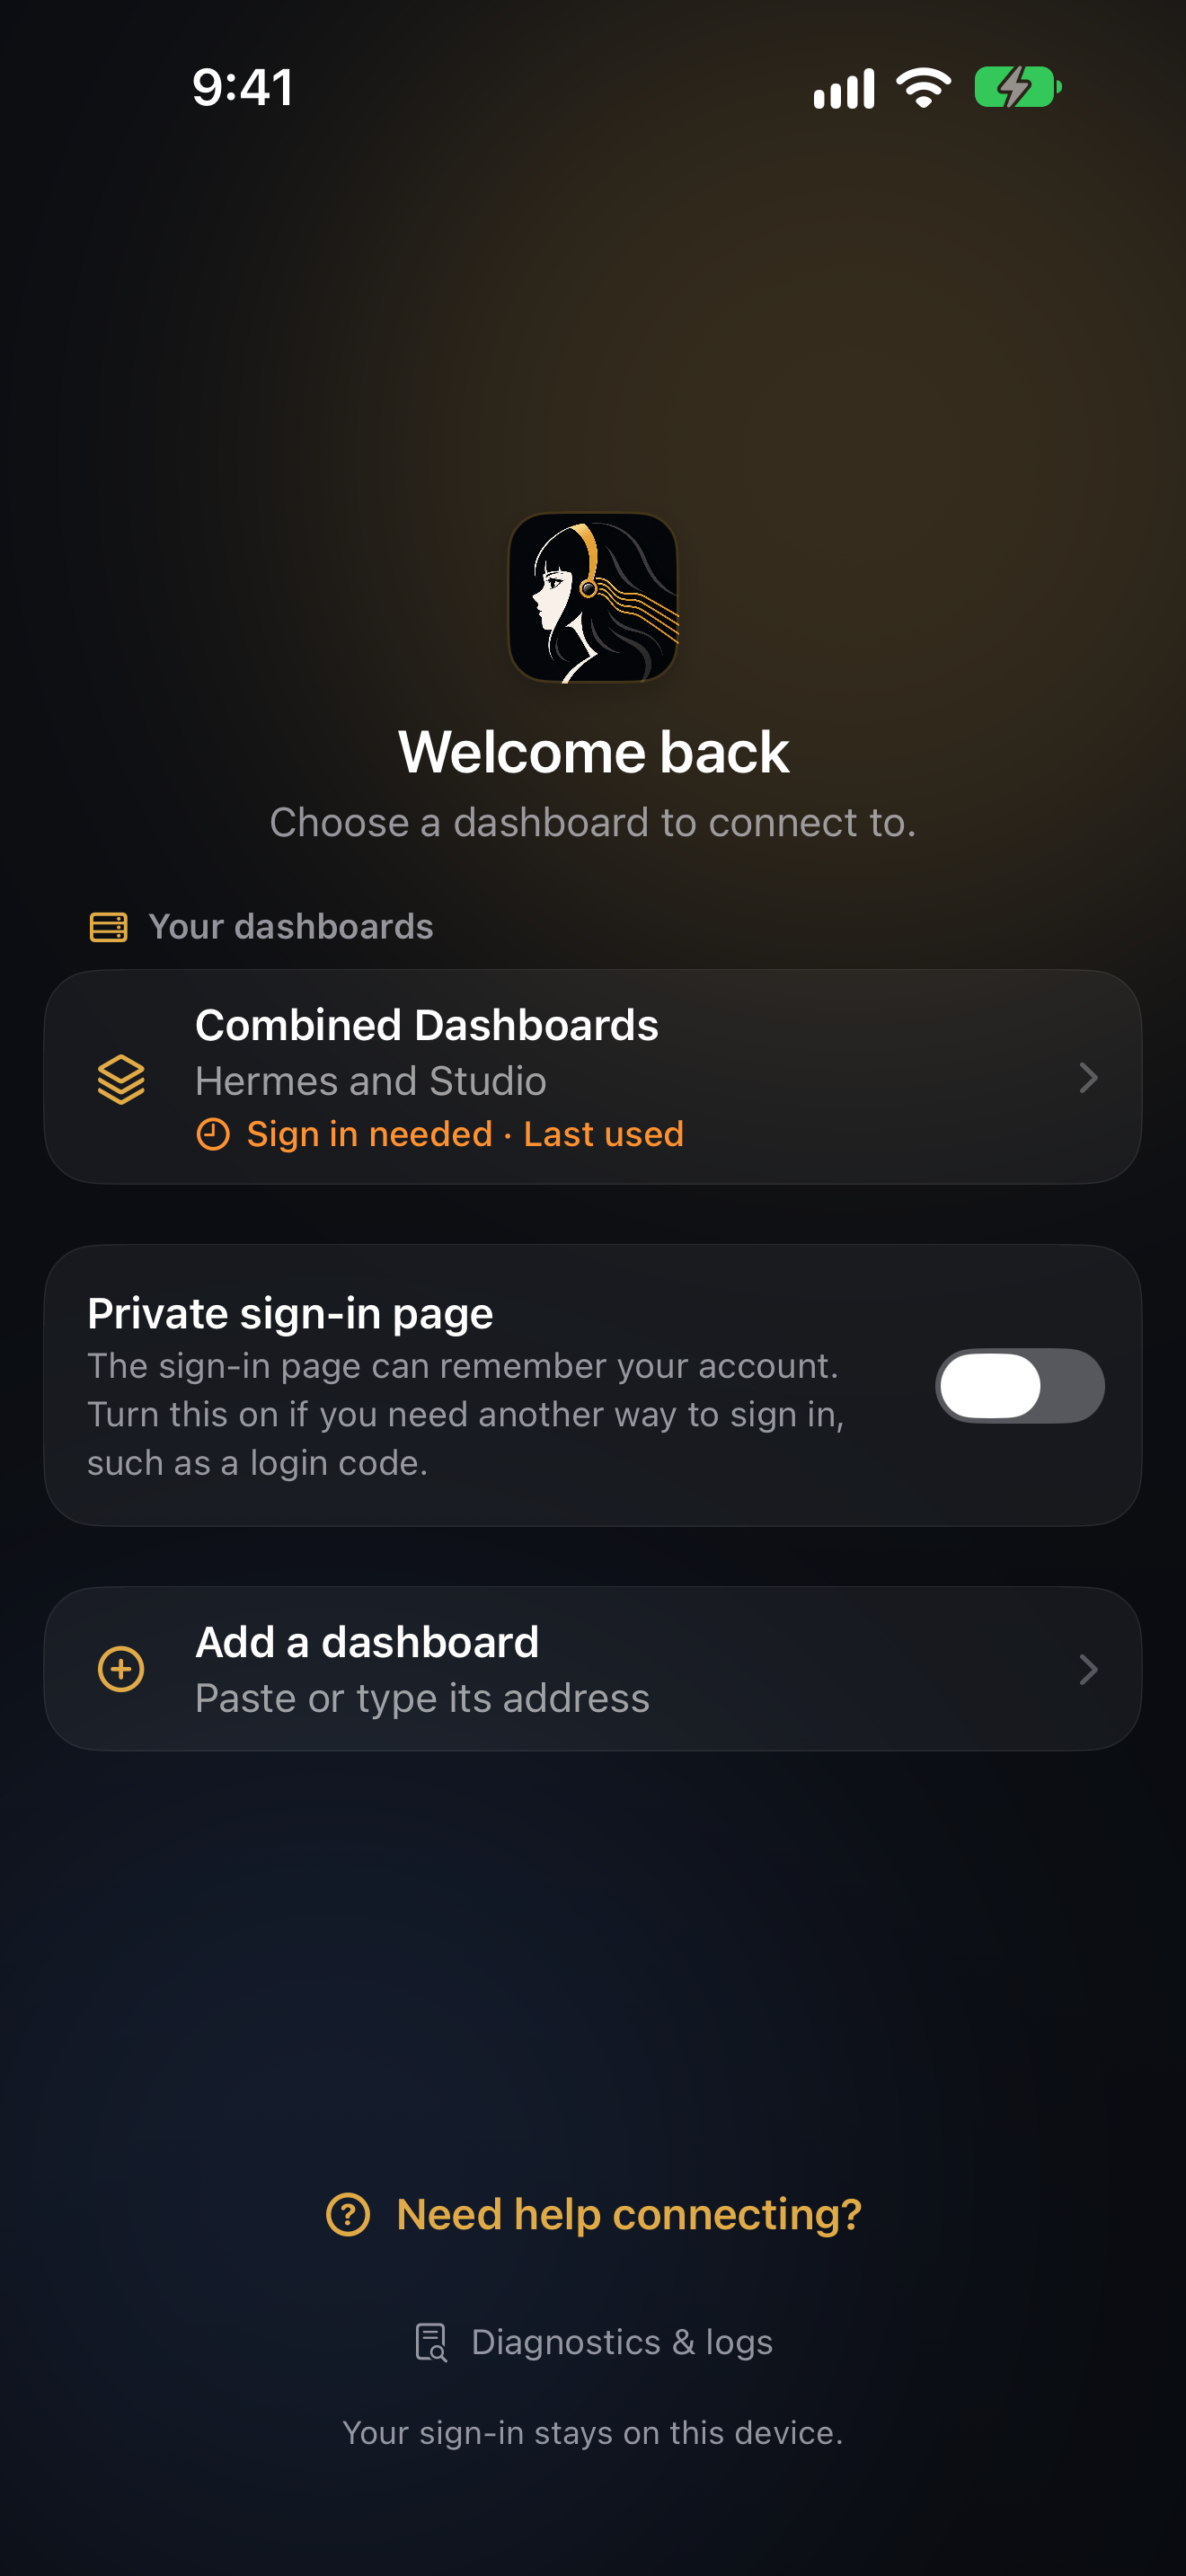 9:41
Welcome back
Choose a dashboard to connect to.
Your dashboards
Combined Dashboards
Hermes and Studio
Sign in needed · Last used
Private sign-in page
The sign-in page can remember your account.
Turn this on if you need another way to sign in,
such as a login code.
Add a dashboard
Paste or type its address
Need help connecting?
Diagnostics & logs
Your sign-in stays on this device.